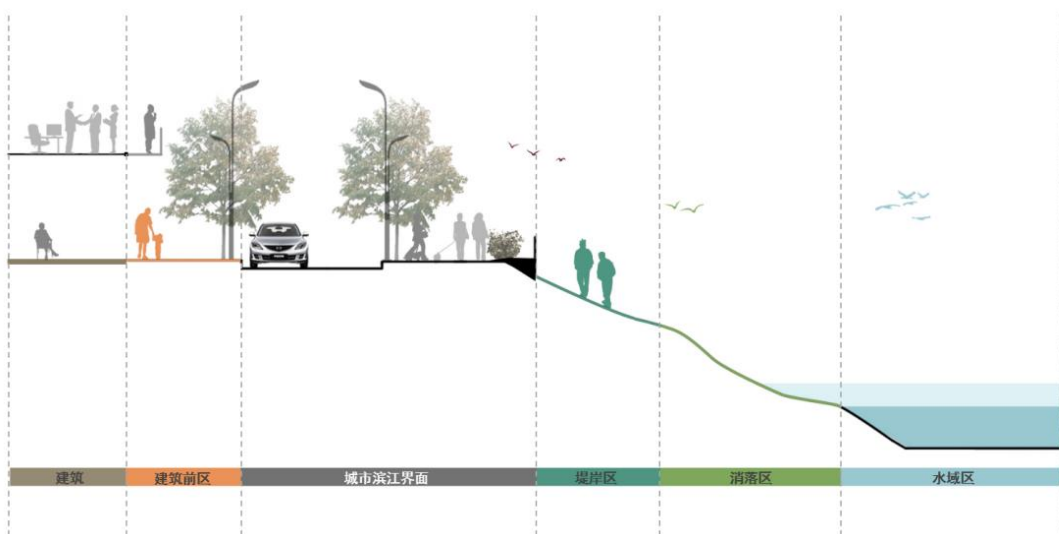 建筑
建筑前区
城市滨江界面
堤岸区
消落区
水域区